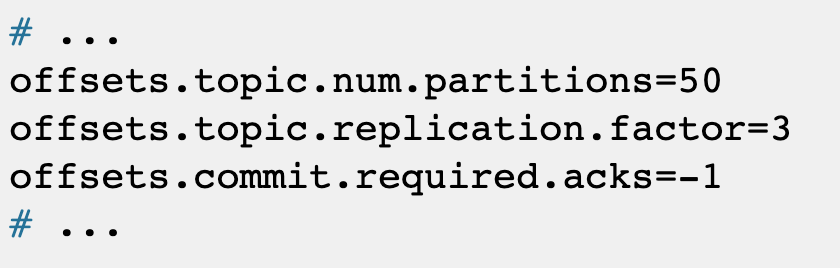 # ...
offsets.topic.num.partitions=50
offsets.topic.replication.factor=3
offsets.commit.required.acks=-1
# ...